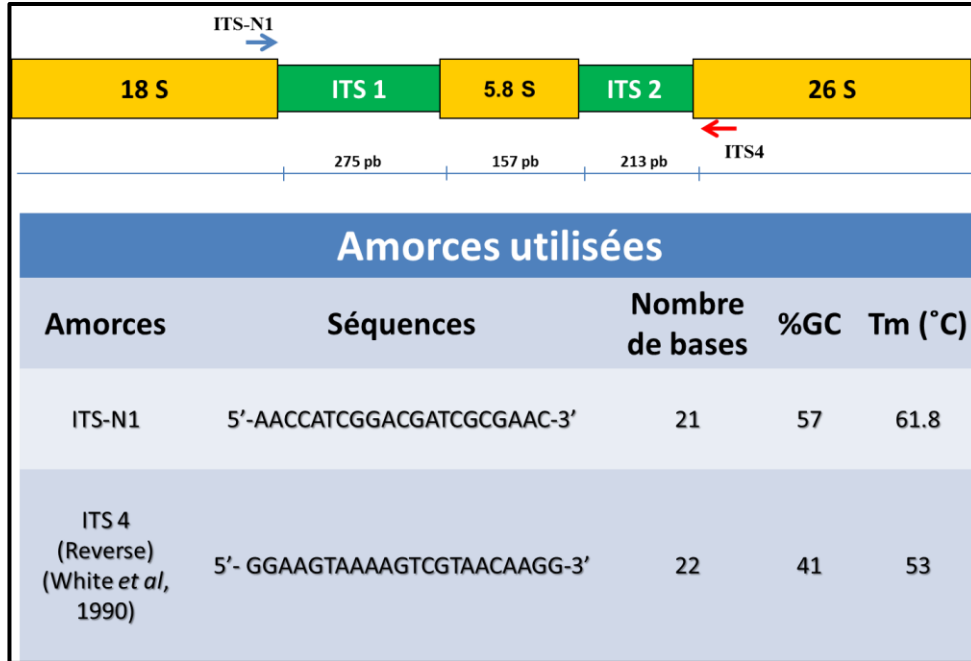 ITS-N1
18 S ITS 1 5.8 S ITS 2 26 S
ITS4
275 pb 157 pb 213 pb
Amorces utilisées
Amorces Séquences Nombre de bases %GC Tm (˚C)
ITS-N1 5’-AACCATCGGACGATCGCGAAC-3’ 21 57 61.8
ITS 4
(Reverse)
(White et al,
1990)
5’- GGAAGTAAAAGTCGTAACAAGG-3’ 22 41 53